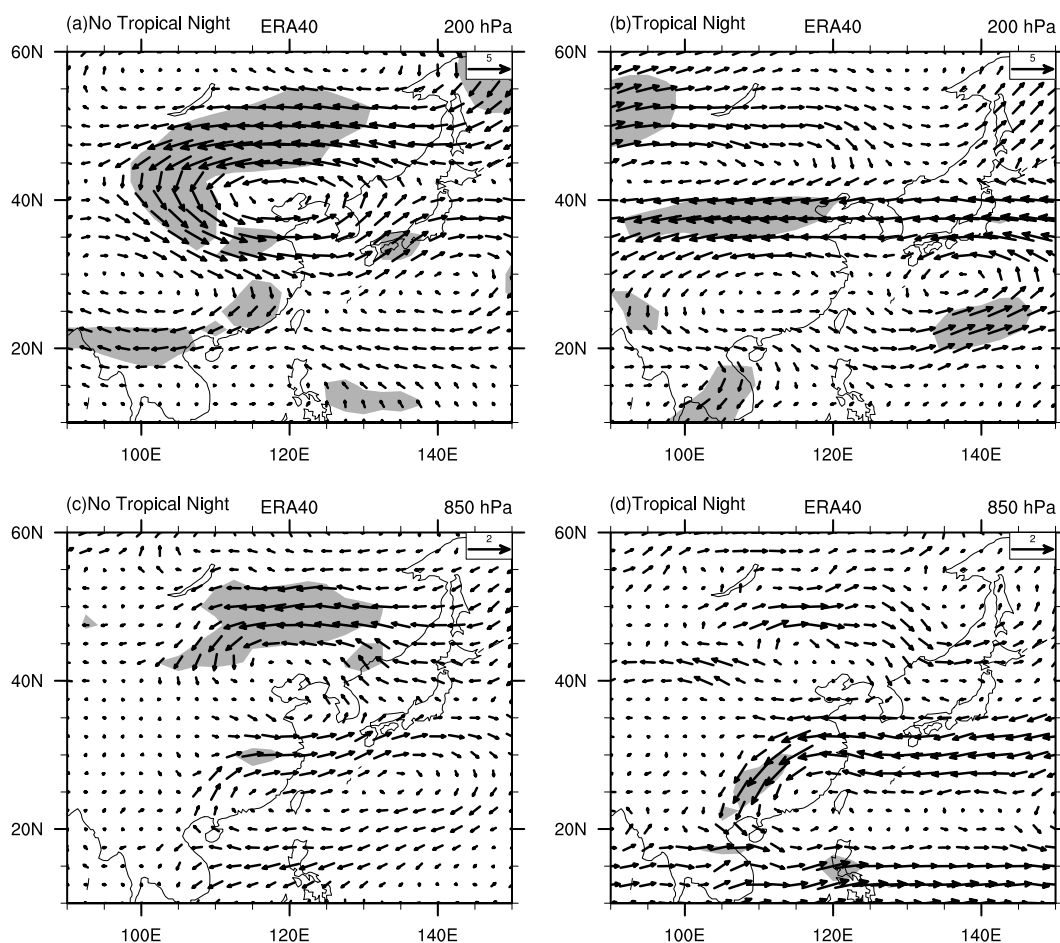 (a)No Tropical Night ERA40 200 hPa
5
60N
40N
20N
100E 120E 140E
(b)Tropical Night ERA40 200 hPa
5
60N
40N
20N
100E 120E 140E
(c)No Tropical Night ERA40 850 hPa
2
60N
40N
20N
100E 120E 140E
(d)Tropical Night ERA40 850 hPa
2
60N
40N
20N
100E 120E 140E